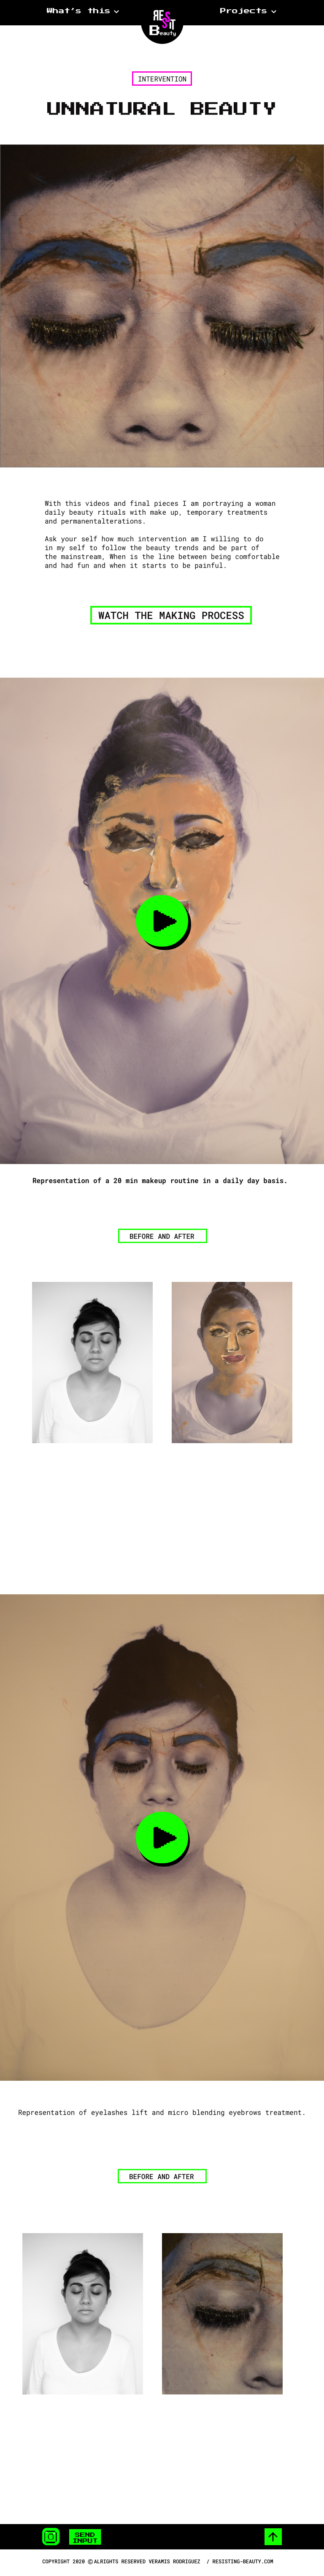 What's this
RESIST Beauty
Projects
INTERVENTION
UNNATURAL BEAUTY
With this videos and final pieces I am portraying a woman
daily beauty rituals with make up, temporary treatments
and permanentalterations.
Ask your self how much intervention am I willing to do
in my self to follow the beauty trends and be part of
the mainstream, When is the line between being comfortable
and had fun and when it starts to be painful.
WATCH THE MAKING PROCESS
Representation of a 20 min makeup routine in a daily day basis.
BEFORE AND AFTER
Representation of eyelashes lift and micro blending eyebrows treatment.
BEFORE AND AFTER
SEND
INPUT
COPYRIGHT 2020 ©ALRIGHTS RESERVED VERAMIS RODRIGUEZ / RESISTING-BEAUTY.COM